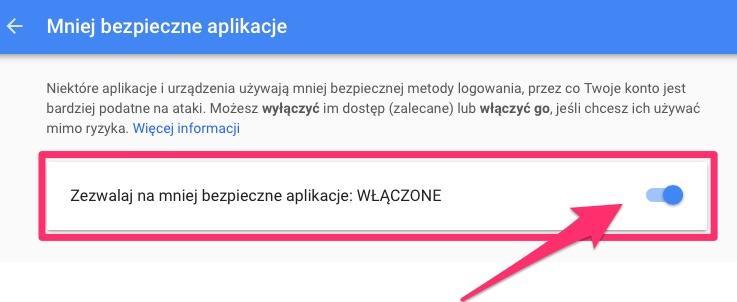 Mniej bezpieczne aplikacje
Niektóre aplikacje i urządzenia używają mniej bezpiecznej metody logowania, przez co Twoje konto jest
bardziej podatne na ataki. Możesz wyłączyć im dostęp (zalecane) lub włączyć go, jeśli chcesz ich używać
mimo ryzyka. Więcej informacji
Zezwalaj na mniej bezpieczne aplikacje: WŁĄCZONE